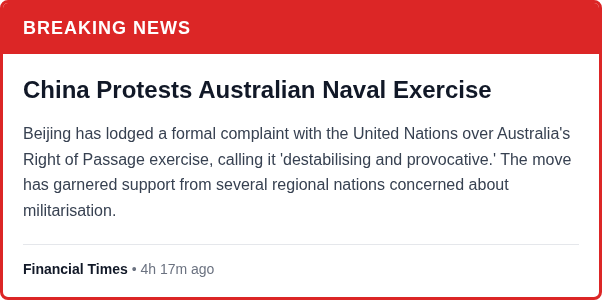 BREAKING NEWS
China Protests Australian Naval Exercise
Beijing has lodged a formal complaint with the United Nations over Australia's
Right of Passage exercise, calling it 'destabilising and provocative.' The move
has garnered support from several regional nations concerned about
militarisation.
Financial Times • 4h 17m ago